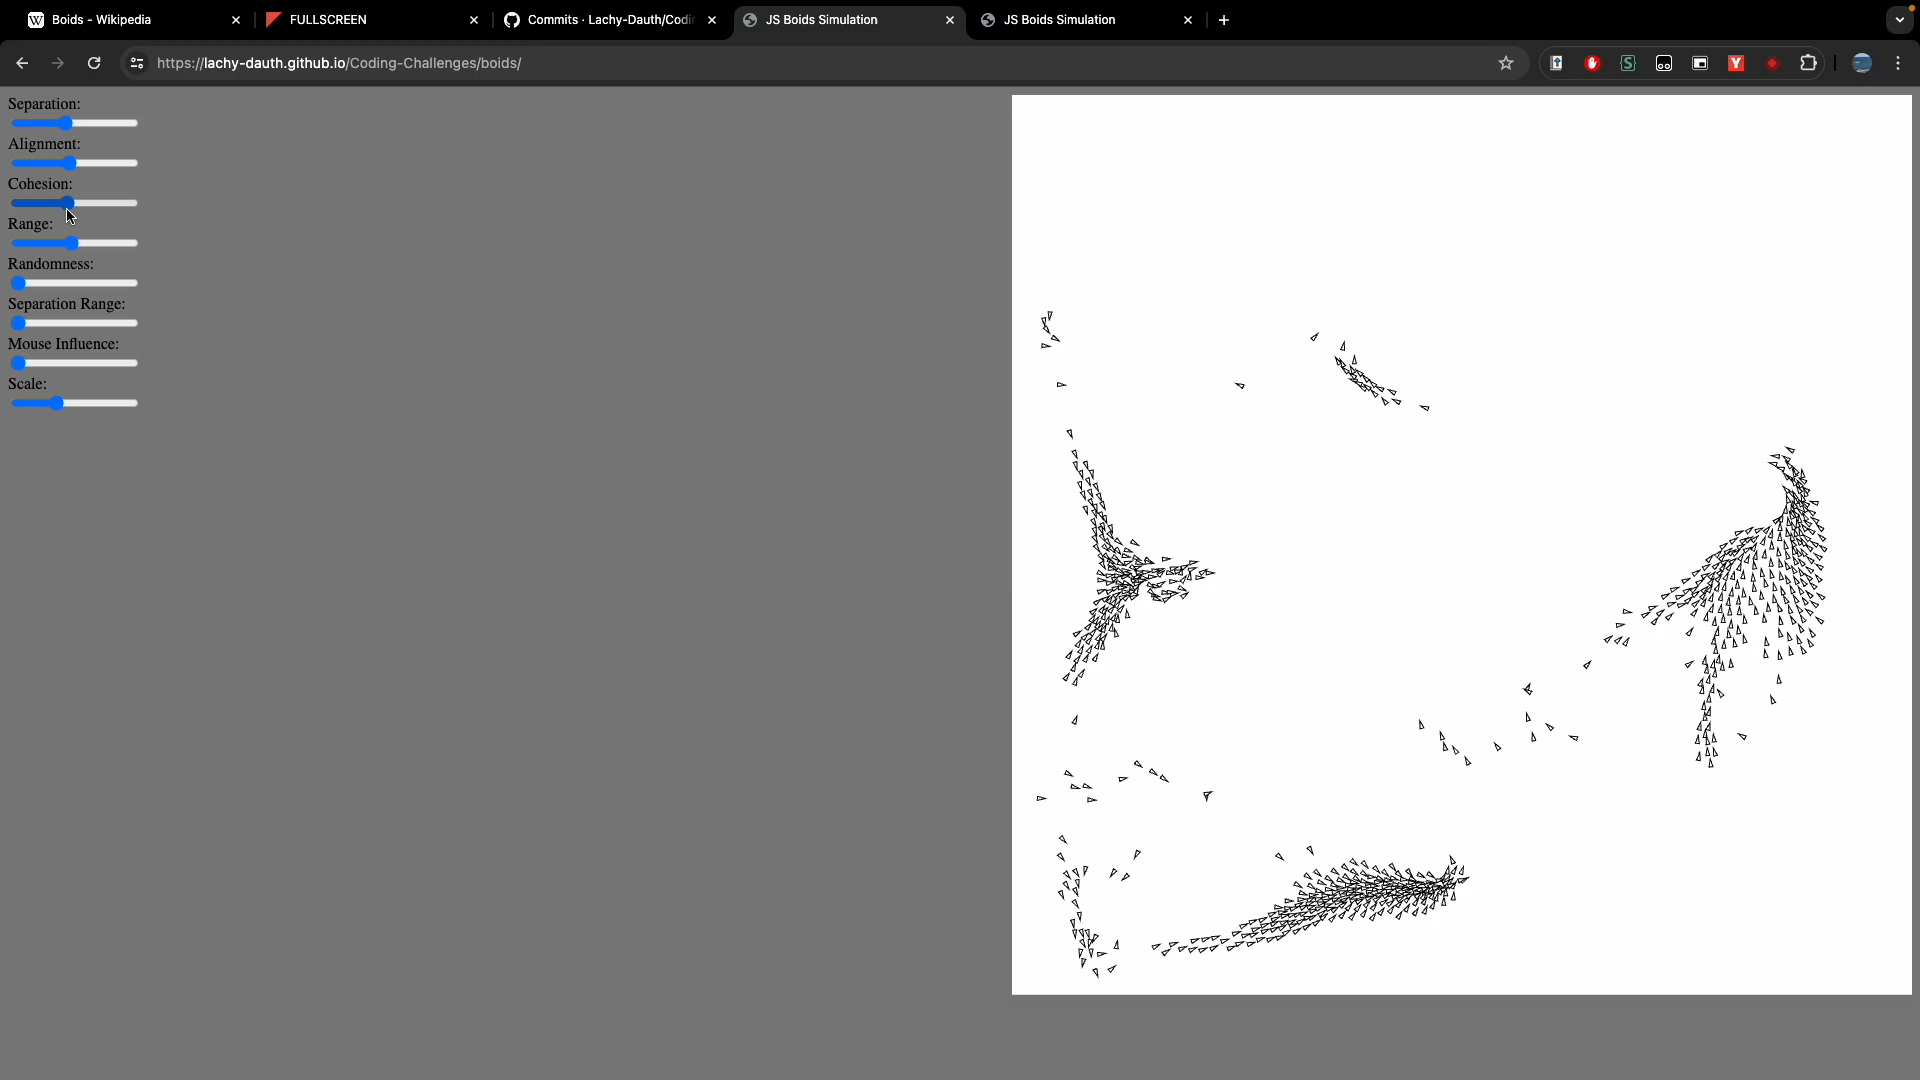 Boids - Wikipedia
FULLSCREEN
Commits · Lachy-Dauth/Codin
JS Boids Simulation
JS Boids Simulation
https://lachy-dauth.github.io/Coding-Challenges/boids/
Separation:
Alignment:
Cohesion:
Range:
Randomness:
Separation Range:
Mouse Influence:
Scale: